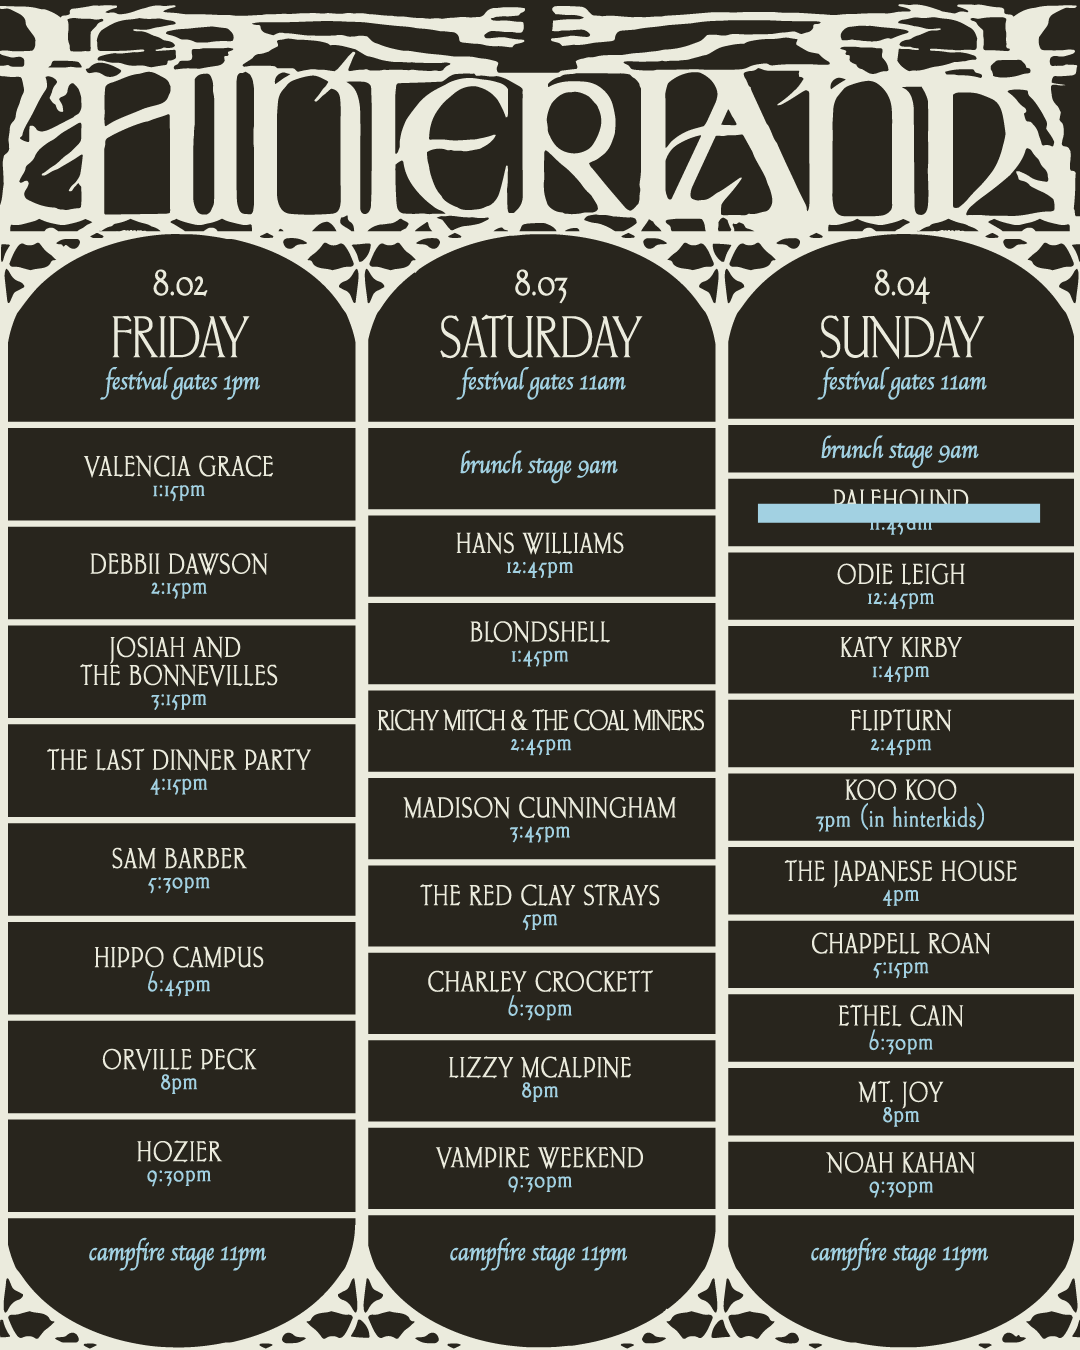 HINTERLAND
8.02
FRIDAY
festival gates 1pm
VALENCIA GRACE
1:15pm
DEBBII DAWSON
2:15pm
JOSIAH AND
THE BONNEVILLES
3:15pm
THE LAST DINNER PARTY
4:15pm
SAM BARBER
5:30pm
HIPPO CAMPUS
6:45pm
ORVILLE PECK
8pm
HOZIER
9:30pm
campfire stage 11pm
8.03
SATURDAY
festival gates 11am
brunch stage 9am
HANS WILLIAMS
12:45pm
BLONDSHELL
1:45pm
RICHY MITCH & THE COAL MINERS
2:45pm
MADISON CUNNINGHAM
3:45pm
THE RED CLAY STRAYS
5pm
CHARLEY CROCKETT
6:30pm
LIZZY MCALPINE
8pm
VAMPIRE WEEKEND
9:30pm
campfire stage 11pm
8.04
SUNDAY
festival gates 11am
brunch stage 9am
PALEHOUND
11:45am
ODIE LEIGH
12:45pm
KATY KIRBY
1:45pm
FLIPTURN
2:45pm
KOO KOO
3pm (in hinterkids)
THE JAPANESE HOUSE
4pm
CHAPPELL ROAN
5:15pm
ETHEL CAIN
6:30pm
MT. JOY
8pm
NOAH KAHAN
9:30pm
campfire stage 11pm